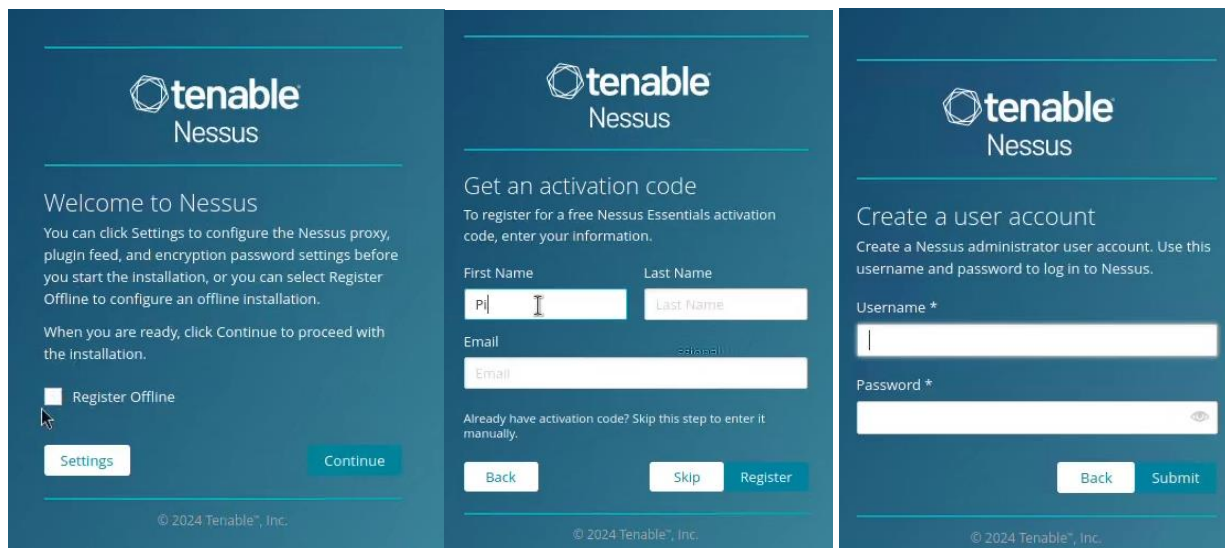 tenable
Nessus
Welcome to Nessus
You can click Settings to configure the Nessus proxy,
plugin feed, and encryption password settings before
you start the installation, or you can select Register
Offline to configure an offline installation.
When you are ready, click Continue to proceed with
the installation.
Register Offline
Settings
Continue
© 2024 Tenable™, Inc.
tenable
Nessus
Get an activation code
To register for a free Nessus Essentials activation
code, enter your information.
First Name
Last Name
Pi
Last Name
Email
Email
Already have activation code? Skip this step to enter it
manually.
Back
Skip
Register
© 2024 Tenable™, Inc.
tenable
Nessus
Create a user account
Create a Nessus administrator user account. Use this
username and password to log in to Nessus.
Username *
Password *
Back
Submit
© 2024 Tenable™, Inc.